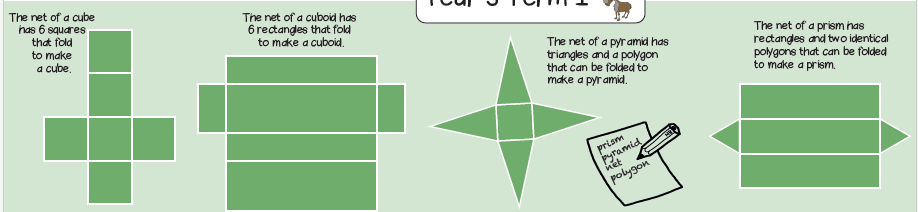 Year 3 Term 1
The net of a cube
has 6 squares
that fold
to make
a cube.
The net of a cuboid has
6 rectangles that fold
to make a cuboid.
The net of a pyramid has
triangles and a polygon
that can be folded to
make a pyramid.
prism
pyramid
net
polygon
The net of a prism has
rectangles and two identical
polygons that can be folded
to make a prism.